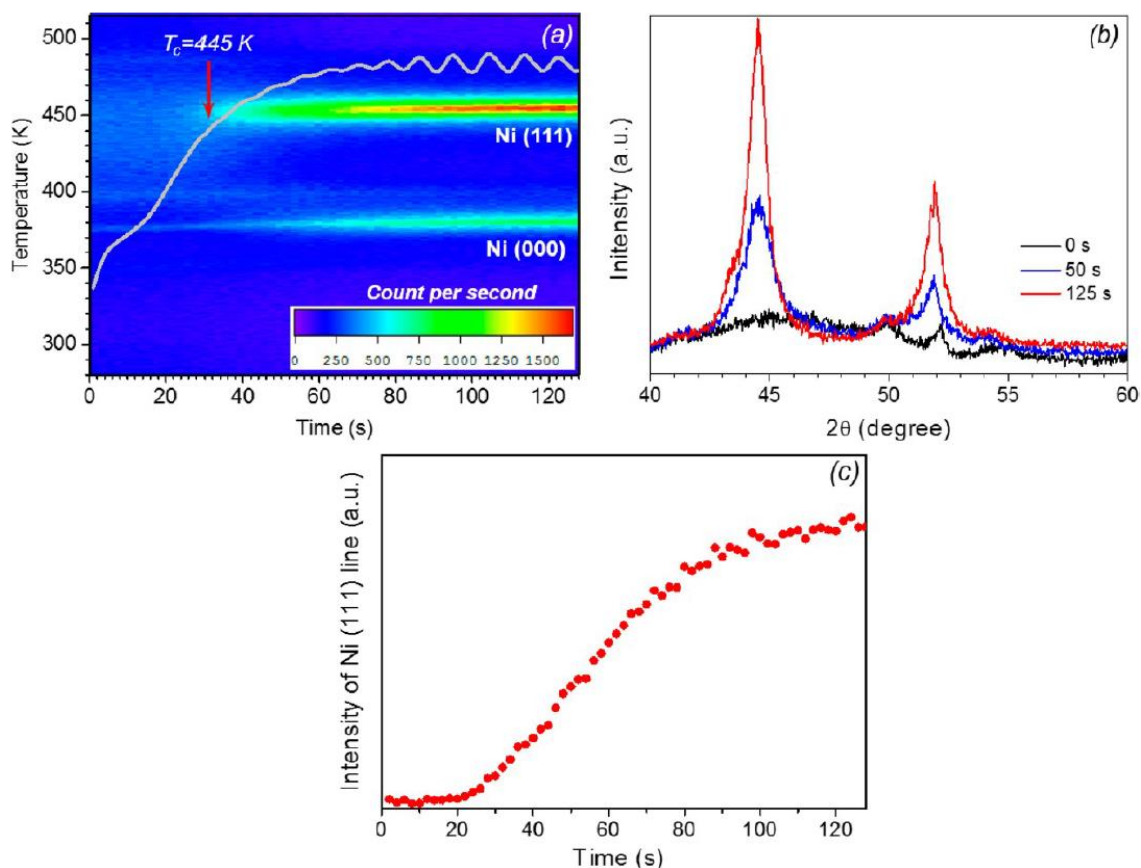 (a)
T_c=445 K
Temperature (K)
500
450
400
350
300
Ni (111)
Ni (000)
Count per second
0 250 500 750 1000 1250 1500
0 20 40 60 80 100 120
Time (s)
(b)
Initensity (a.u.)
0 s
50 s
125 s
40 45 50 55 60
2θ (degree)
(c)
Intensity of Ni (111) line (a.u.)
0 20 40 60 80 100 120
Time (s)